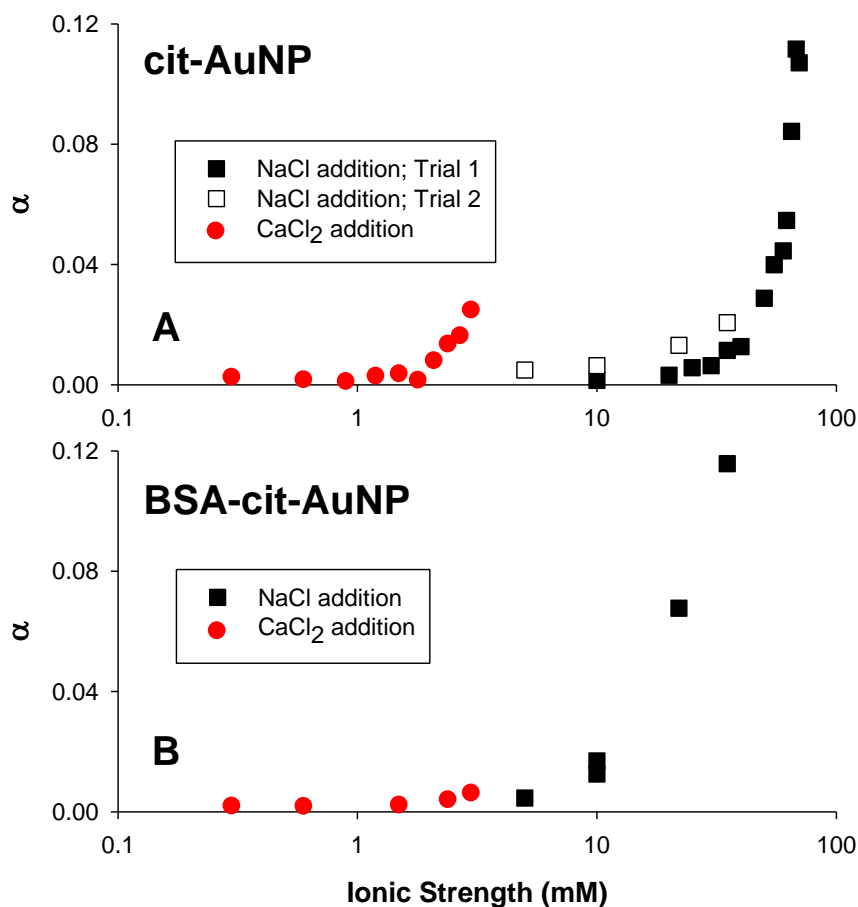 0.12
cit-AuNP
NaCl addition; Trial 1
NaCl addition; Trial 2
CaCl2 addition
0.08
α
0.04
A
0.00
0.1 1 10 100
0.12
BSA-cit-AuNP
NaCl addition
CaCl2 addition
0.08
α
0.04
B
0.00
0.1 1 10 100
Ionic Strength (mM)